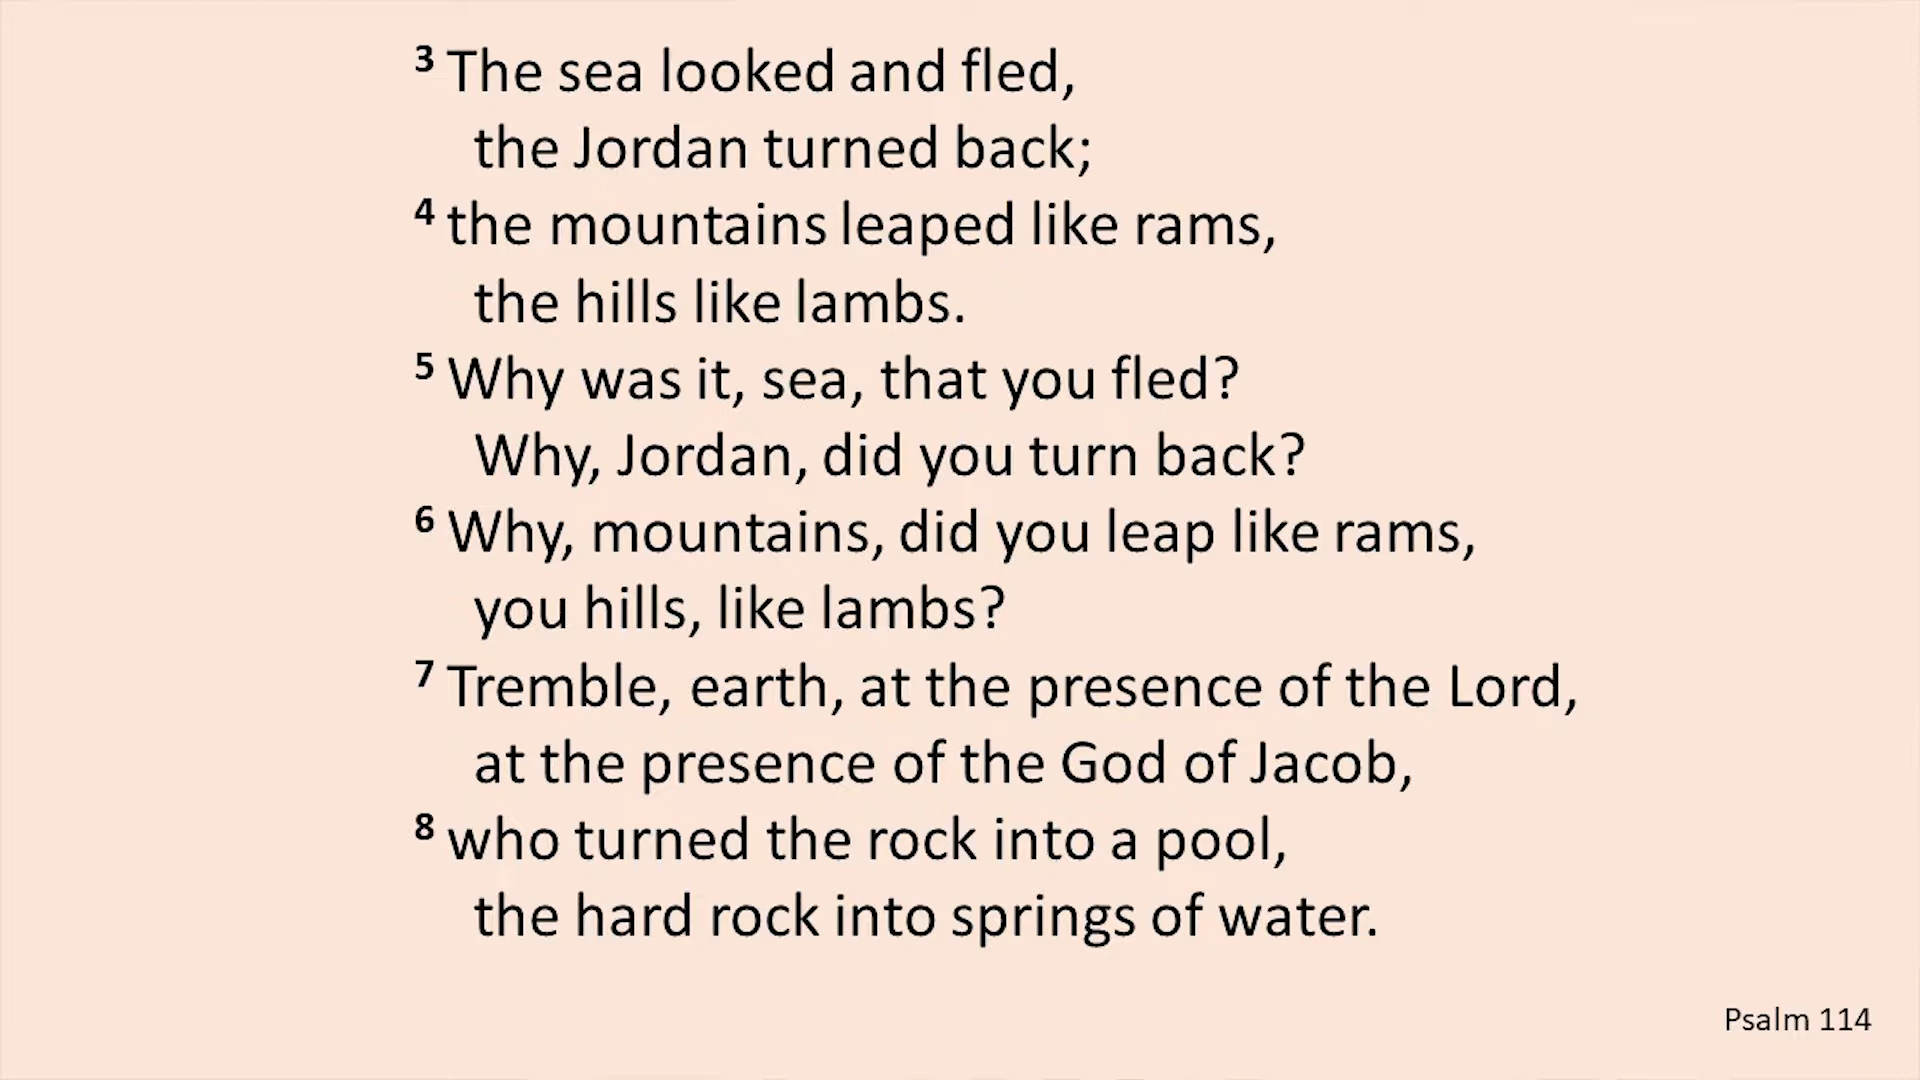 3 The sea looked and fled,
the Jordan turned back;
4 the mountains leaped like rams,
the hills like lambs.
5 Why was it, sea, that you fled?
Why, Jordan, did you turn back?
6 Why, mountains, did you leap like rams,
you hills, like lambs?
7 Tremble, earth, at the presence of the Lord,
at the presence of the God of Jacob,
8 who turned the rock into a pool,
the hard rock into springs of water.
Psalm 114